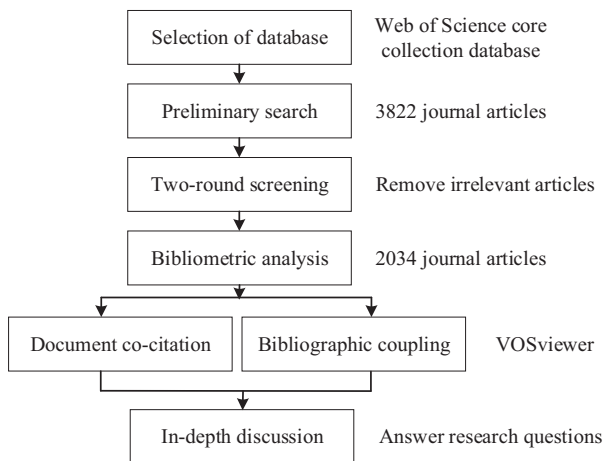 Selection of database
Web of Science core
collection database
Preliminary search
3822 journal articles
Two-round screening
Remove irrelevant articles
Bibliometric analysis
2034 journal articles
Document co-citation
Bibliographic coupling
VOSviewer
In-depth discussion
Answer research questions